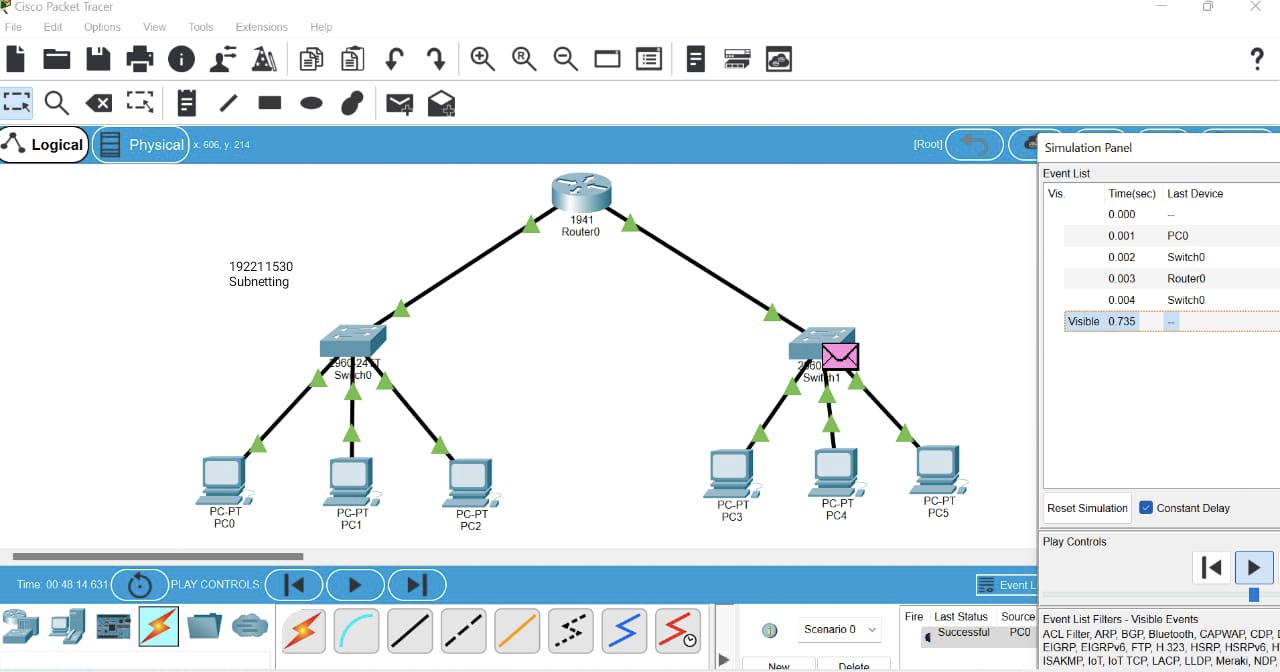 Cisco Packet Tracer
File Edit Options View Tools Extensions Help
Logical Physical x: 606, y: 214 [Root]
Simulation Panel
Event List
Vis. Time(sec) Last Device
0.000 --
0.001 PC0
0.002 Switch0
0.003 Router0
0.004 Switch0
Visible 0.735 --
1941
Router0
192211530
Subnetting
2960-24TT
Switch0
2960
Switch1
PC-PT
PC0
PC-PT
PC1
PC-PT
PC2
PC-PT
PC3
PC-PT
PC4
PC-PT
PC5
Reset Simulation Constant Delay
Play Controls
Time: 00:48:14.631 PLAY CONTROLS:
Event L
Scenario 0
New Delete
Fire Last Status Source
Successful PC0
Event List Filters - Visible Events
ACL Filter, ARP, BGP, Bluetooth, CAPWAP, CDP,
EIGRP, EIGRPv6, FTP, H.323, HSRP, HSRPv6,
ISAKMP, IoT, IoT TCP, LACP, LLDP, Meraki, NDP,